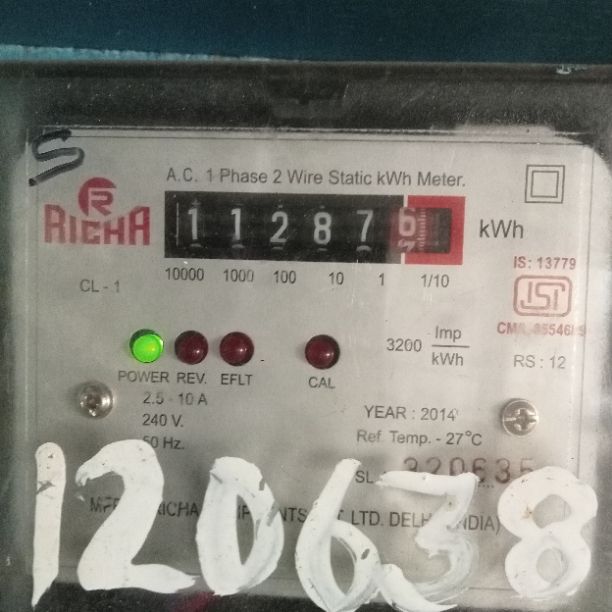 S
A.C. 1 Phase 2 Wire Static kWh Meter.
RICHA
1 1 2 8 7 6 kWh
10000 1000 100 10 1 1/10
CL - 1
IS : 13779
ISI
3200 Imp/kWh
RS : 12
POWER REV. EFLT CAL
2.5 - 10 A
240 V.
50 Hz.
YEAR : 2014
Ref. Temp. - 27°C
SL
LTD.
120638